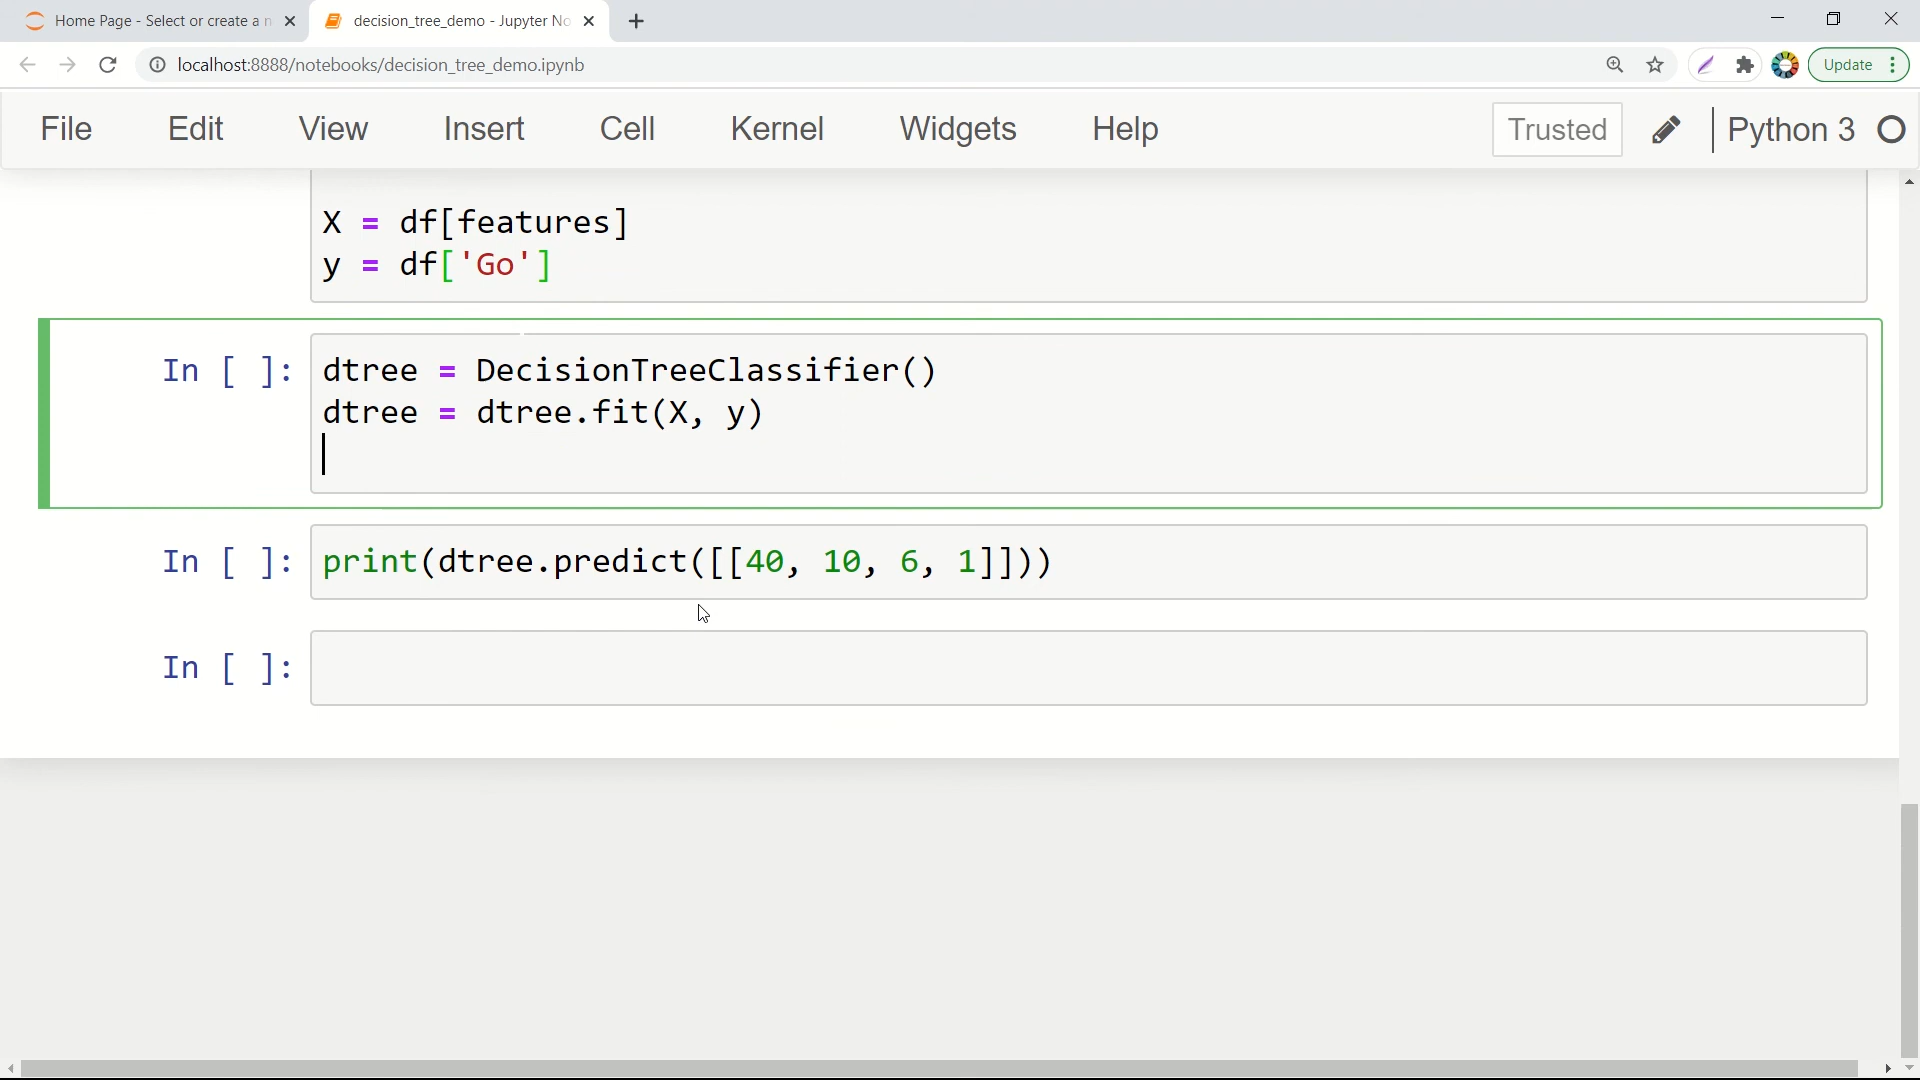 Home Page - Select or create a n
decision_tree_demo - Jupyter No
localhost:8888/notebooks/decision_tree_demo.ipynb
Update
File Edit View Insert Cell Kernel Widgets Help Trusted Python 3
X = df[features]
y = df['Go']
In [ ]: dtree = DecisionTreeClassifier()
dtree = dtree.fit(X, y)
In [ ]: print(dtree.predict([[40, 10, 6, 1]]))
In [ ]: